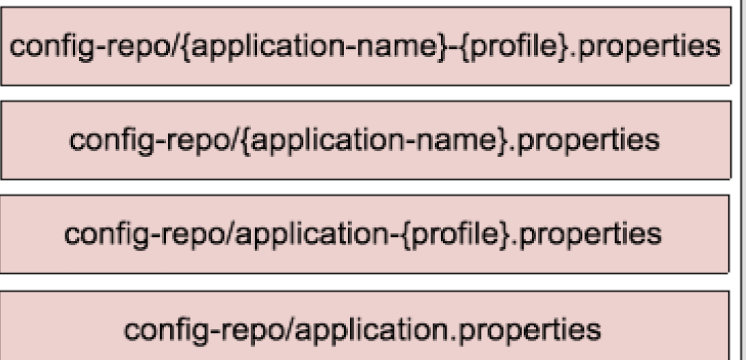 config-repo/{application-name}-{profile}.properties
config-repo/{application-name}.properties
config-repo/application-{profile}.properties
config-repo/application.properties